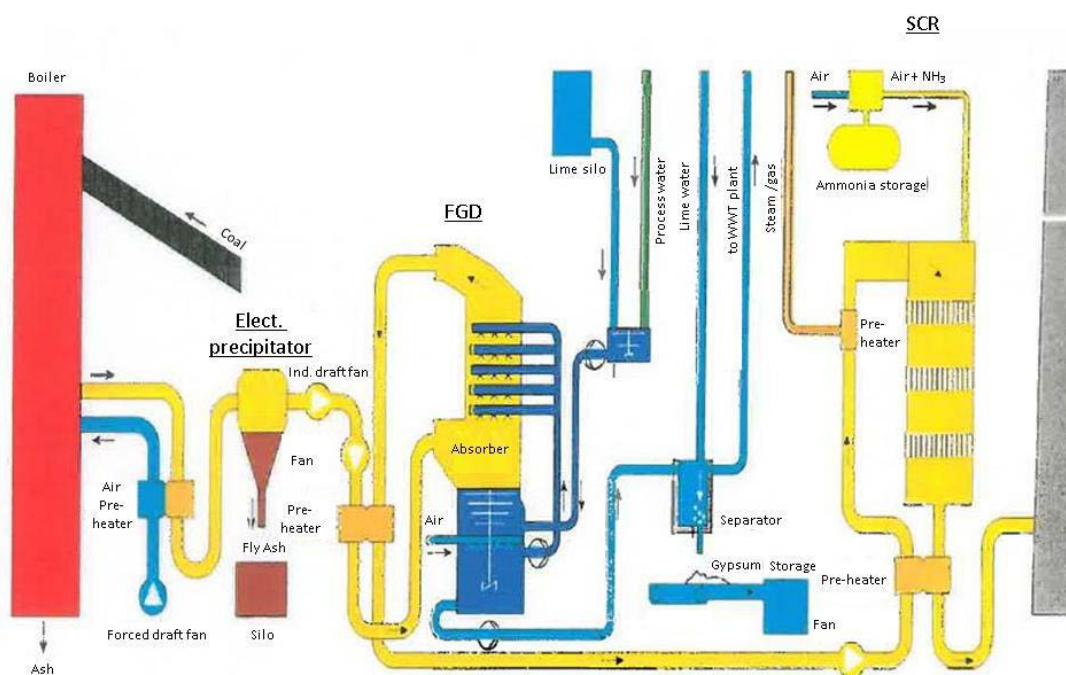 SCR
Boiler
Air
Air + NH₃
Coal
Lime silo
Process water
Lime water
to WWT plant
Steam /gas
Ammonia storage
FGD
Elect.
precipitator
Ind. draft fan
Pre-
heater
Absorber
Fan
Air
Pre-
heater
Pre-
heater
Air
Separator
Fly Ash
Gypsum Storage
Pre-heater
Forced draft fan
Silo
Fan
Ash